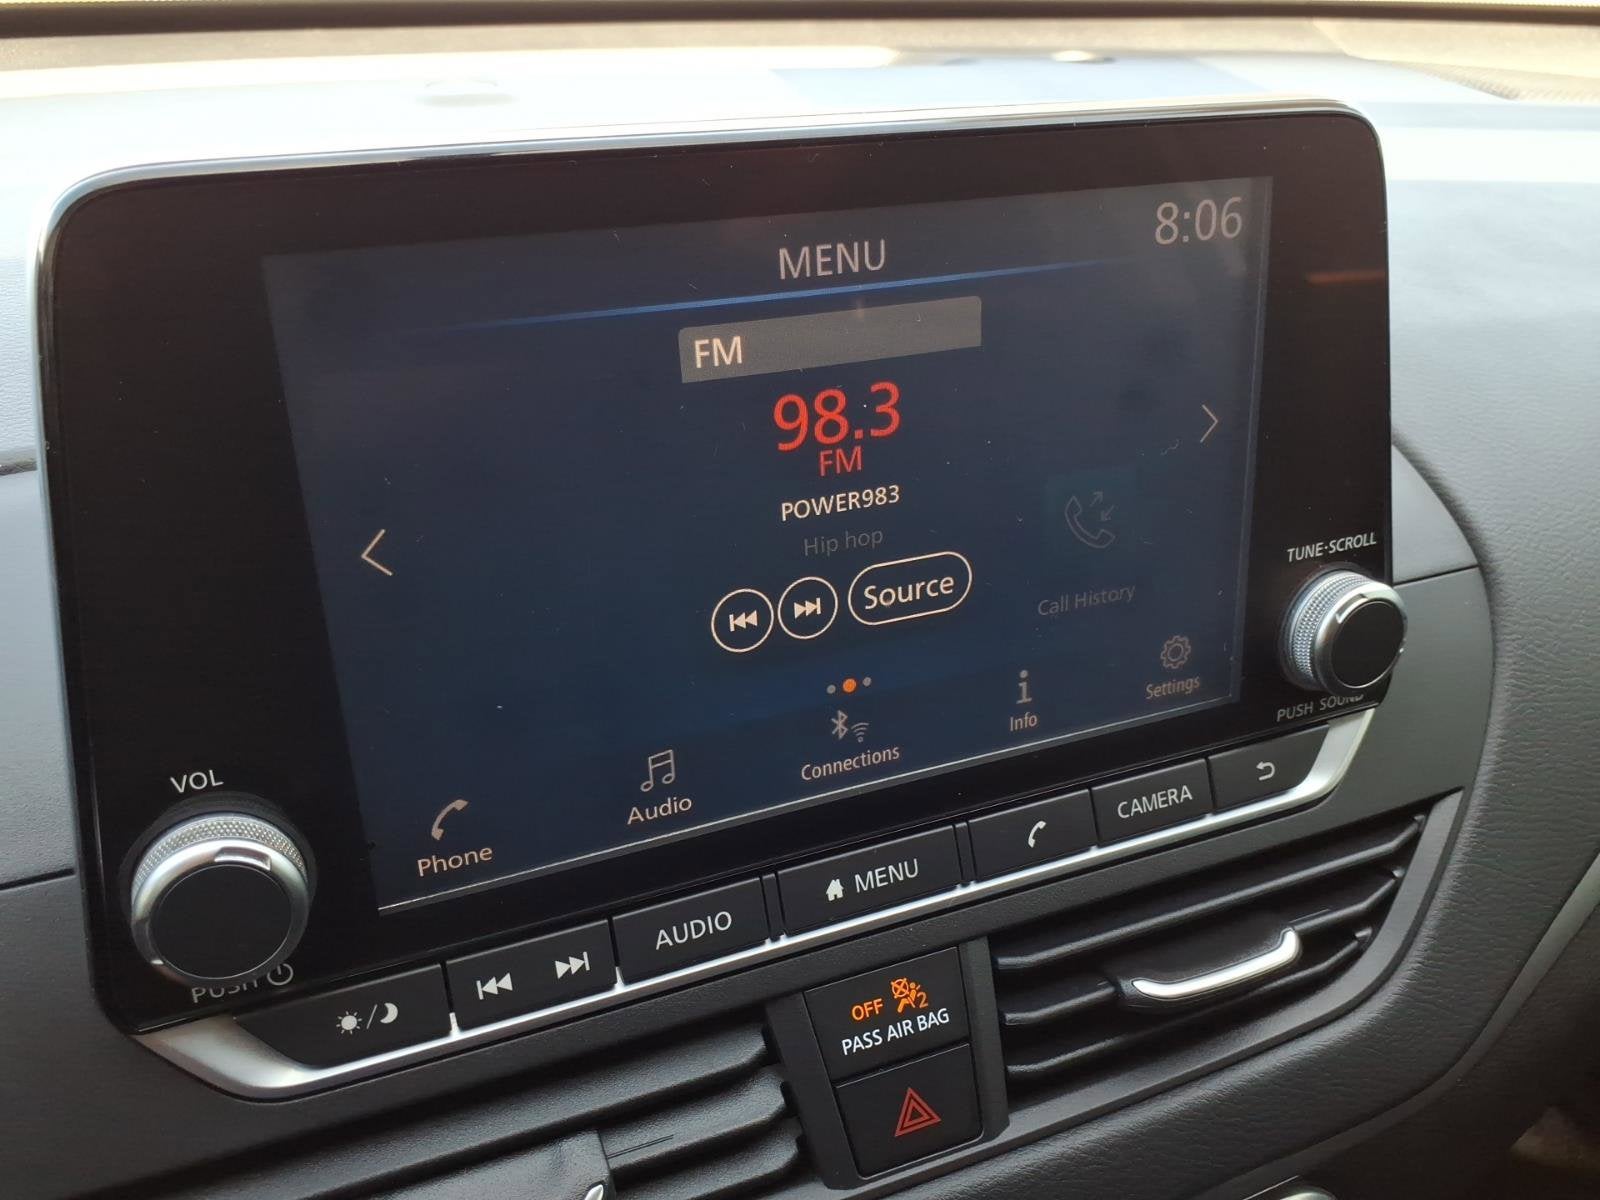 8:06
MENU
FM
98.3
FM
POWER983
Hip hop
Source
Call History
Phone
Audio
Connections
Info
Settings
VOL
PUSH
TUNE·SCROLL
PUSH SOUND
AUDIO
MENU
CAMERA
OFF 2
PASS AIR BAG